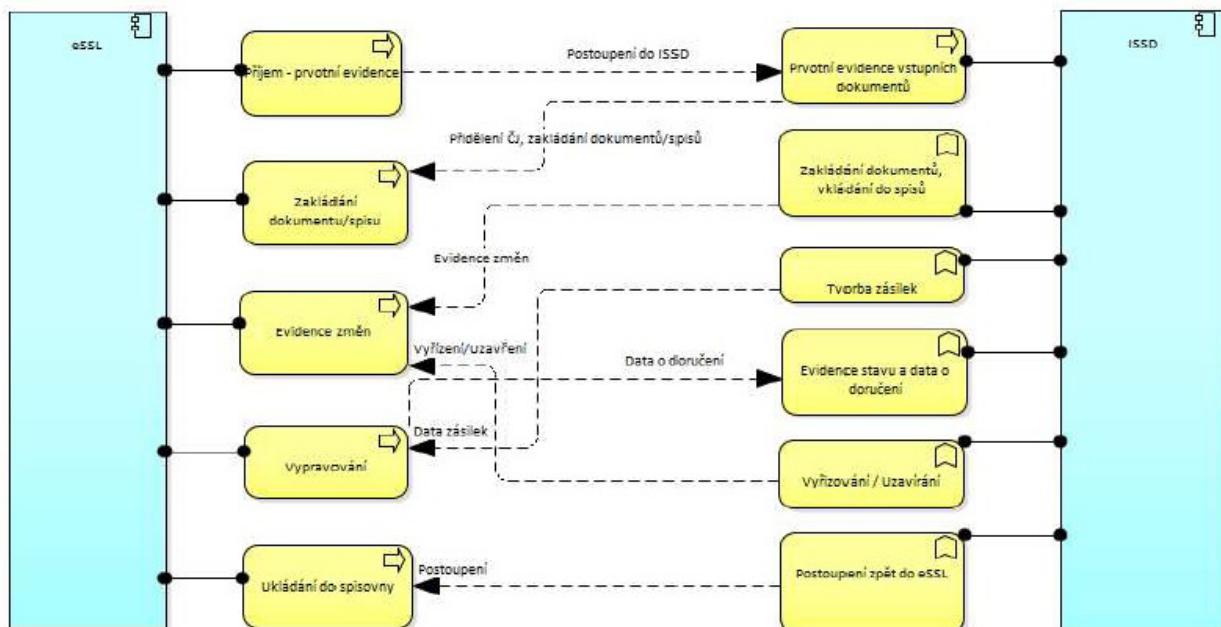 eSSL
ISSD
Příjem - prvotní evidence
Postoupení do ISSD
Prvotní evidence vstupních
dokumentů
Přidělení ČJ, zakládání dokumentů/spisů
Zakládání
dokumentu/spisu
Zakládání dokumentů,
vkládání do spisů
Evidence změn
Tvorba zásilek
Evidence změn
Vyřízení/Uzavření
Data o doručení
Evidence stavu a data o
doručení
Data zásilek
Vypravování
Vyřizování / Uzavírání
Postoupení
Ukládání do spisovny
Postoupení zpět do eSSL